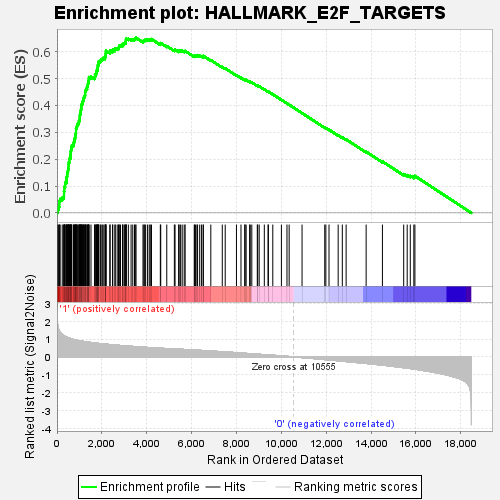 Enrichment plot: HALLMARK_E2F_TARGETS
Enrichment score (ES)
0.6
0.5
0.4
0.3
0.2
0.1
0.0
'1' (positively correlated)
Ranked list metric (Signal2Noise)
3
2
1
0
-1
-2
-3
-4
Zero cross at 10555
'0' (negatively correlated)
0 2,000 4,000 6,000 8,000 10,000 12,000 14,000 16,000 18,000
Rank in Ordered Dataset
Enrichment profile Hits Ranking metric scores